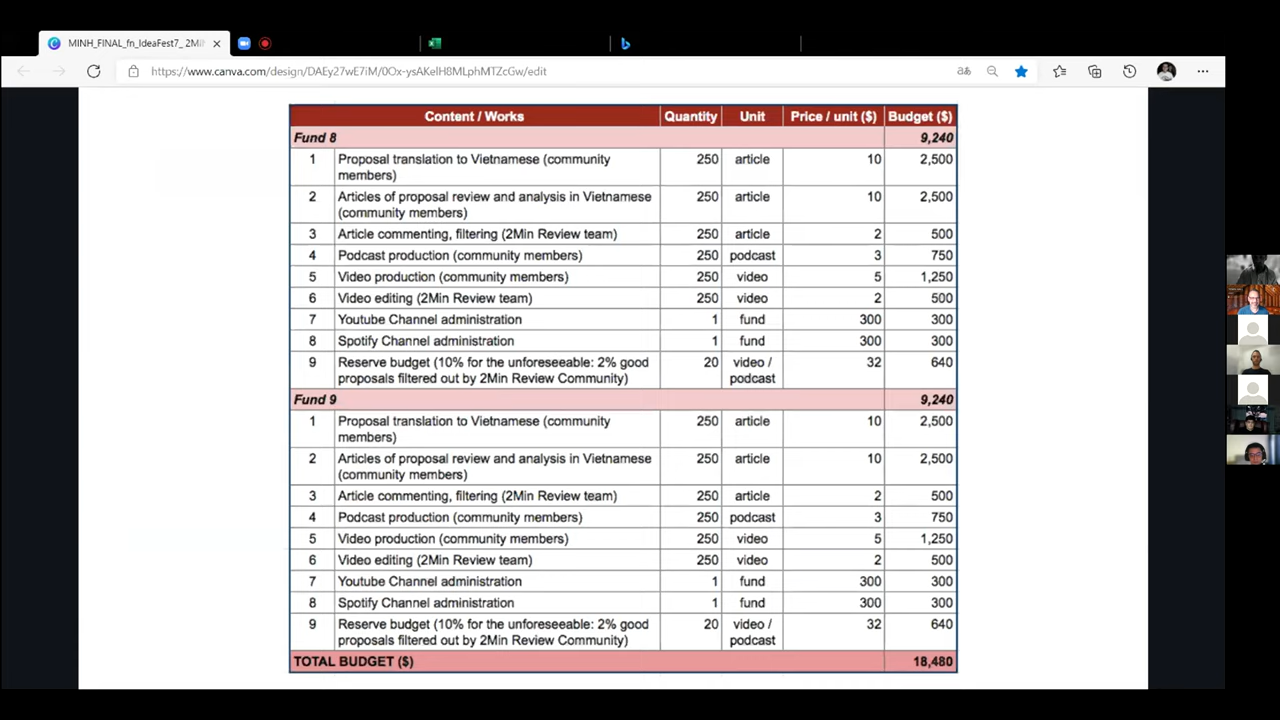 MINH_FINAL_fn_IdeaFest7_ 2MI
https://www.canva.com/design/DAEy27wE7iM/0Ox-ysAKelH8MLphMTZcGw/edit
Content / Works Quantity Unit Price / unit ($) Budget ($)
Fund 8 9,240
1 Proposal translation to Vietnamese (community 250 article 10 2,500
members)
2 Articles of proposal review and analysis in Vietnamese 250 article 10 2,500
(community members)
3 Article commenting, filtering (2Min Review team) 250 article 2 500
4 Podcast production (community members) 250 podcast 3 750
5 Video production (community members) 250 video 5 1,250
6 Video editing (2Min Review team) 250 video 2 500
7 Youtube Channel administration 1 fund 300 300
8 Spotify Channel administration 1 fund 300 300
9 Reserve budget (10% for the unforeseeable: 2% good 20 video / 32 640
proposals filtered out by 2Min Review Community) podcast
Fund 9 9,240
1 Proposal translation to Vietnamese (community 250 article 10 2,500
members)
2 Articles of proposal review and analysis in Vietnamese 250 article 10 2,500
(community members)
3 Article commenting, filtering (2Min Review team) 250 article 2 500
4 Podcast production (community members) 250 podcast 3 750
5 Video production (community members) 250 video 5 1,250
6 Video editing (2Min Review team) 250 video 2 500
7 Youtube Channel administration 1 fund 300 300
8 Spotify Channel administration 1 fund 300 300
9 Reserve budget (10% for the unforeseeable: 2% good 20 video / 32 640
proposals filtered out by 2Min Review Community) podcast
TOTAL BUDGET ($) 18,480